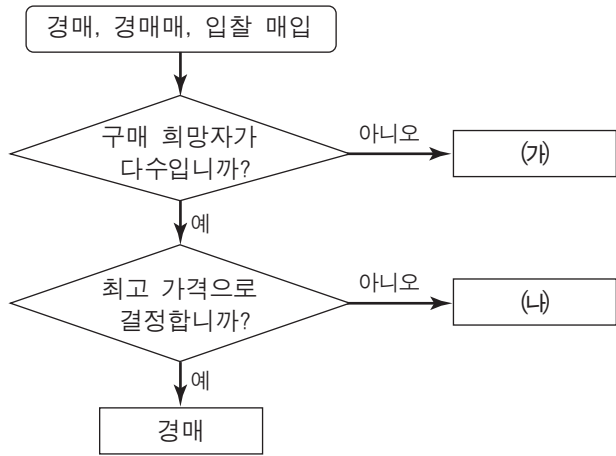 경매, 경매매, 입찰 매입
구매 희망자가
다수입니까?
아니오
(가)
예
최고 가격으로
결정합니까?
아니오
(나)
예
경매